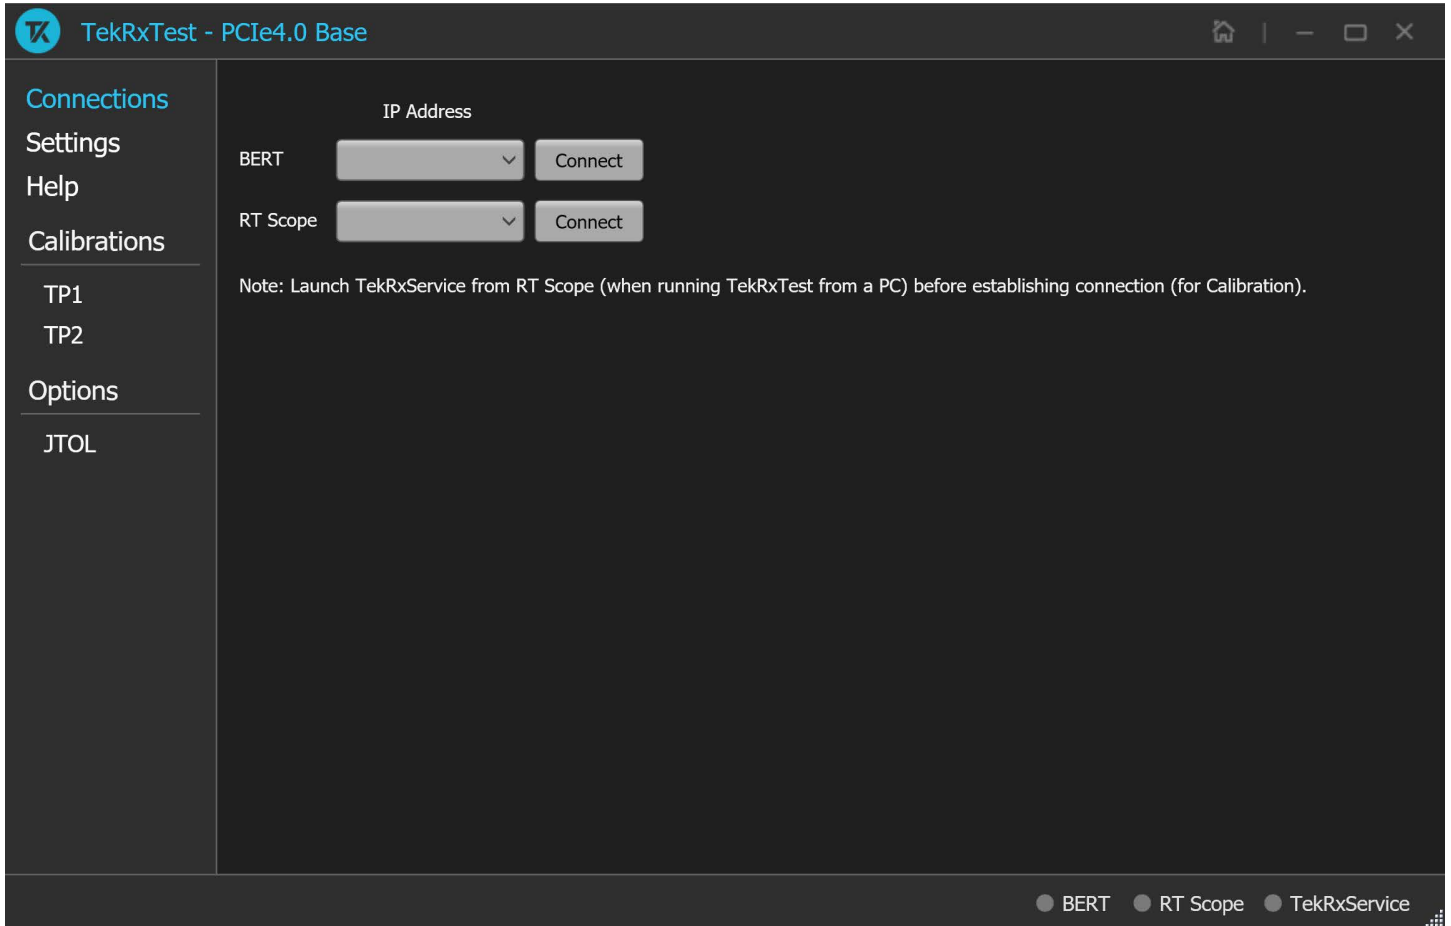 TekRxTest - PCIe4.0 Base
Connections
Settings
Help
Calibrations
TP1
TP2
Options
JTOL
IP Address
BERT Connect
RT Scope Connect
Note: Launch TekRxService from RT Scope (when running TekRxTest from a PC) before establishing connection (for Calibration).
BERT RT Scope TekRxService